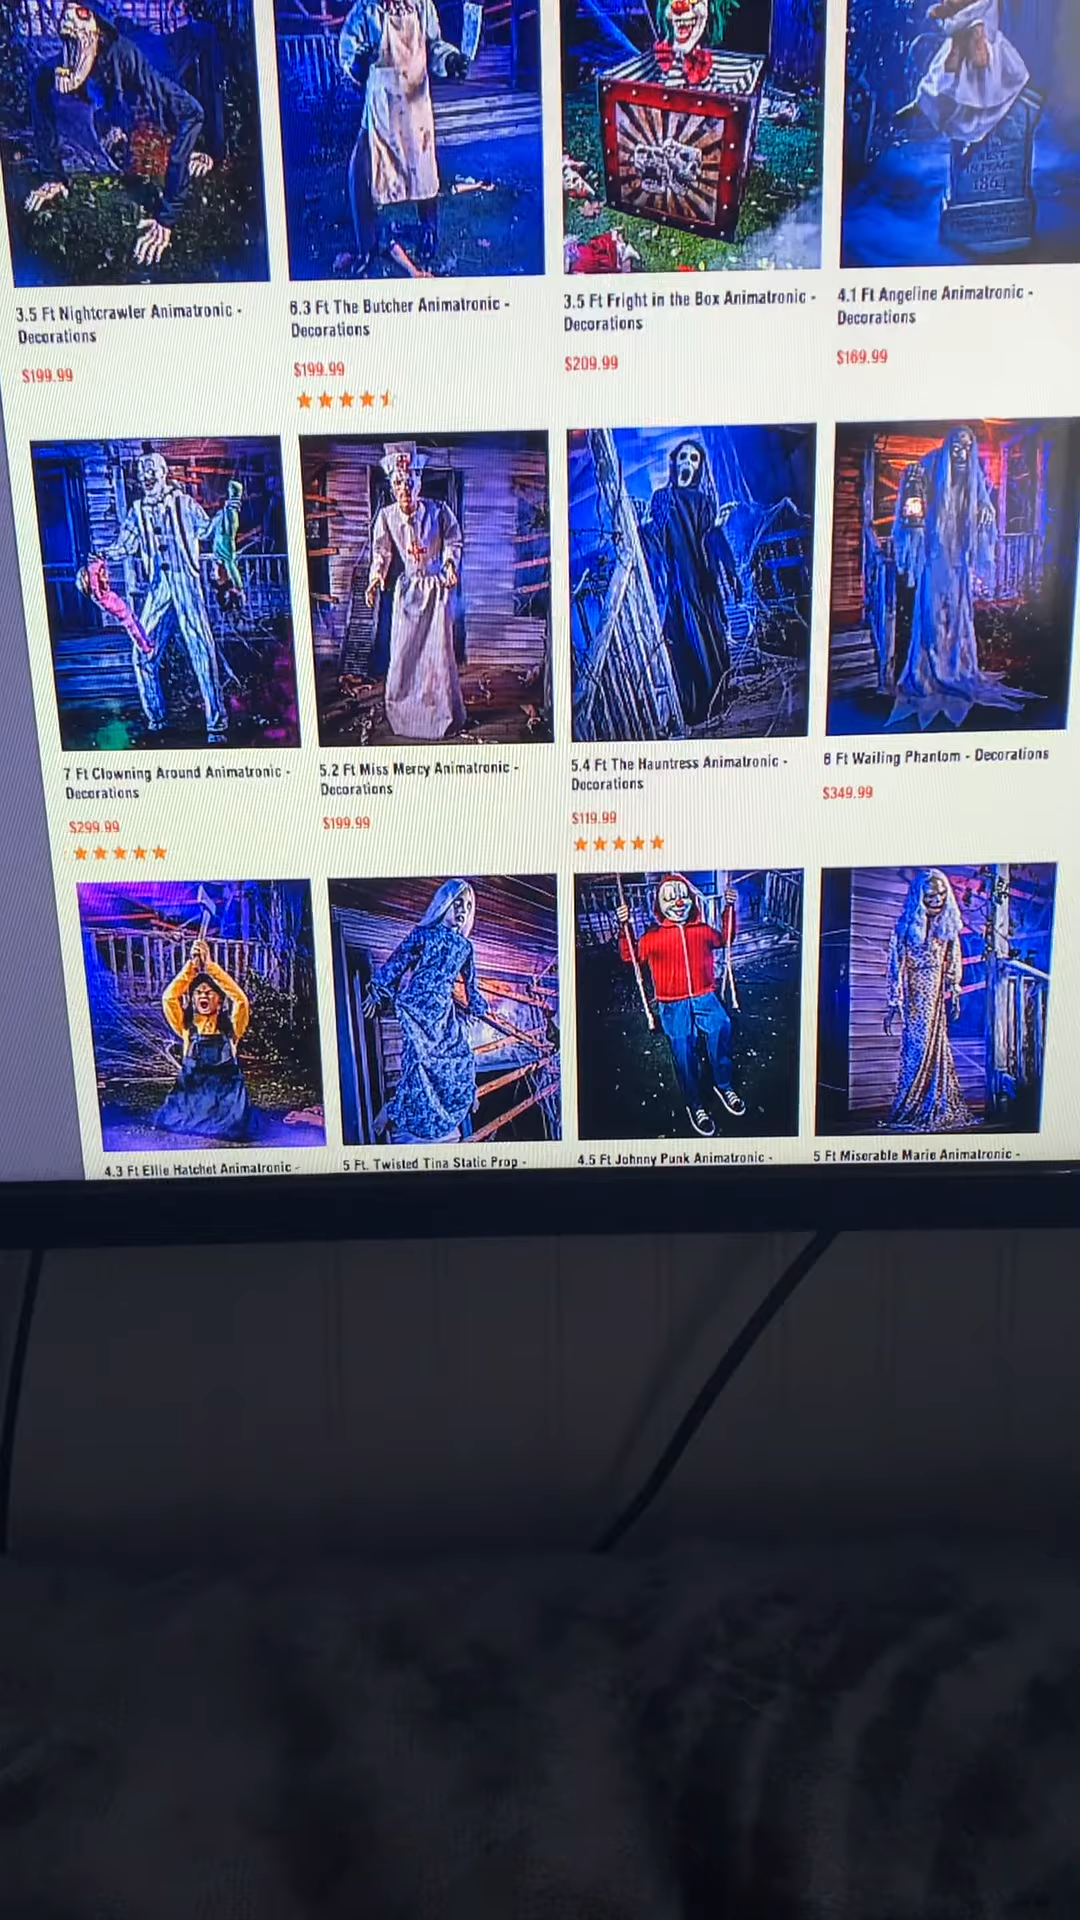 3.5 Ft Nightcrawler Animatronic -
Decorations
$199.99
6.3 Ft The Butcher Animatronic -
Decorations
$199.99
3.5 Ft Fright in the Box Animatronic -
Decorations
$209.99
4.1 Ft Angeline Animatronic -
Decorations
$169.99
7 Ft Clowning Around Animatronic -
Decorations
$299.99
5.2 Ft Miss Mercy Animatronic -
Decorations
$199.99
5.4 Ft The Hauntress Animatronic -
Decorations
$119.99
6 Ft Wailing Phantom - Decorations
$349.99
4.3 Ft Ellie Hatchet Animatronic -
5 Ft. Twisted Tina Static Prop -
4.5 Ft Johnny Punk Animatronic -
5 Ft Miserable Marie Animatronic -